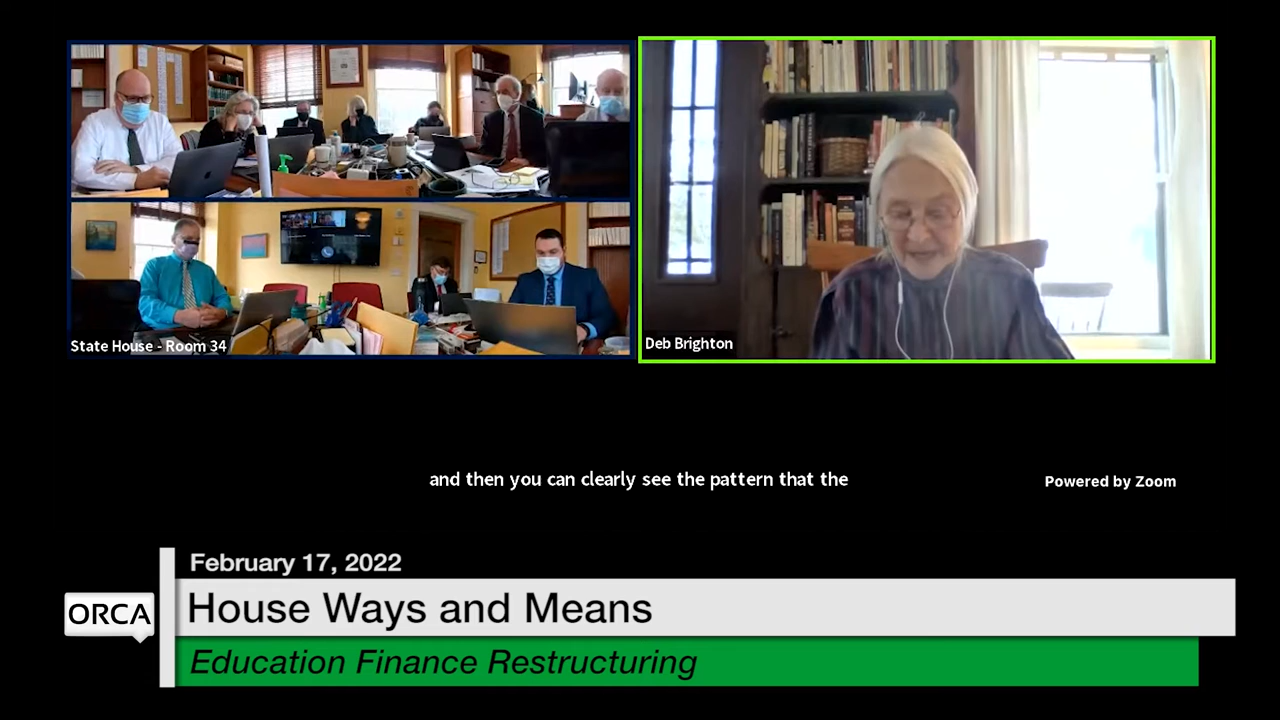 State House - Room 34
Deb Brighton
and then you can clearly see the pattern that the
Powered by Zoom
February 17, 2022
ORCA
House Ways and Means
Education Finance Restructuring